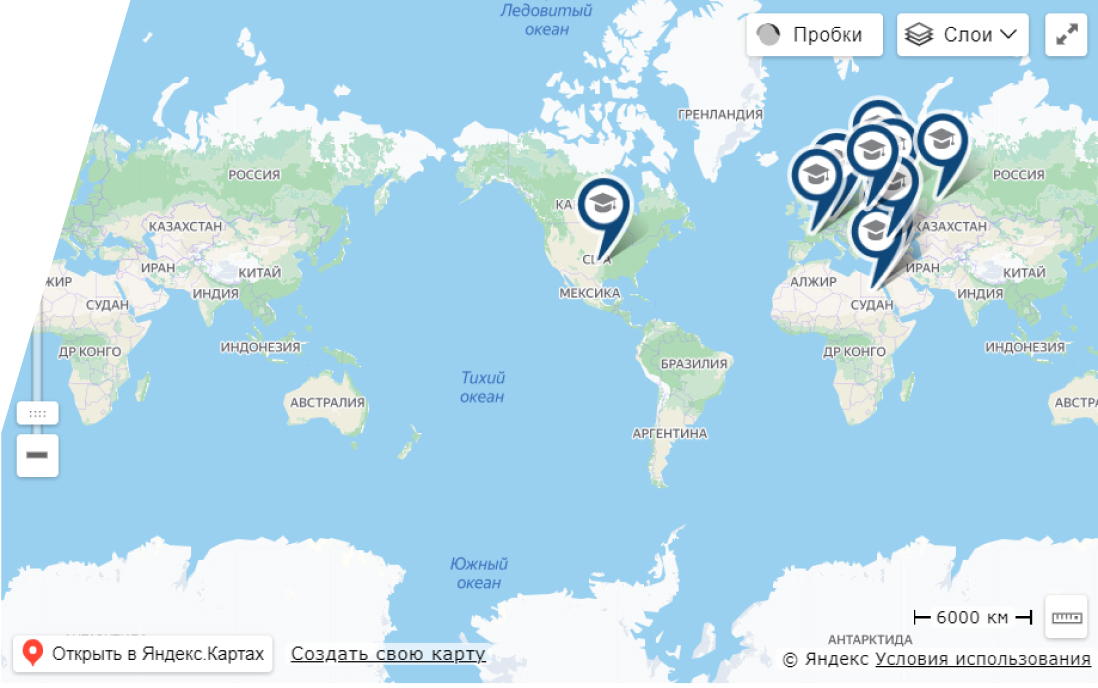 Ледовитый
океан
Пробки
Слои
ГРЕНЛАНДИЯ
РОССИЯ
РОССИЯ
КА
КАЗАХСТАН
КАЗАХСТАН
США
ИРАН
КИТАЙ
ИРАН
КИТАЙ
ЖИР
ИНДИЯ
МЕКСИКА
АЛЖИР
ИНДИЯ
СУДАН
СУДАН
ДР КОНГО
ИНДОНЕЗИЯ
БРАЗИЛИЯ
ДР КОНГО
ИНДОНЕЗИЯ
Тихий
океан
АВСТРАЛИЯ
АВСТРА
АРГЕНТИНА
Южный
океан
6000 км
АНТАРКТИДА
Открыть в Яндекс.Картах
Создать свою карту
© Яндекс Условия использования